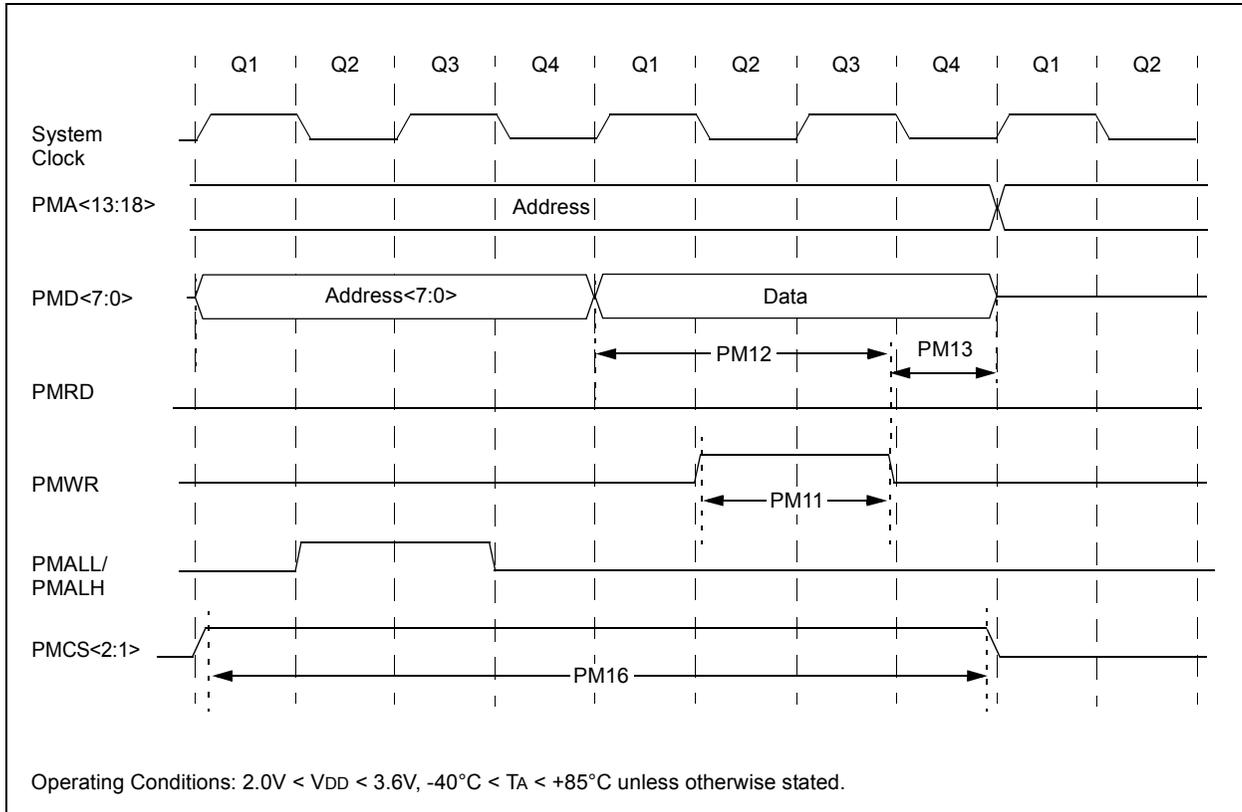 Q1 Q2 Q3 Q4 Q1 Q2 Q3 Q4 Q1 Q2
System
Clock
PMA<13:18>
Address
PMD<7:0>
Address<7:0>
Data
PM12
PM13
PMRD
PMWR
PM11
PMALL/
PMALH
PMCS<2:1>
PM16
Operating Conditions: 2.0V < VDD < 3.6V, -40°C < TA < +85°C unless otherwise stated.